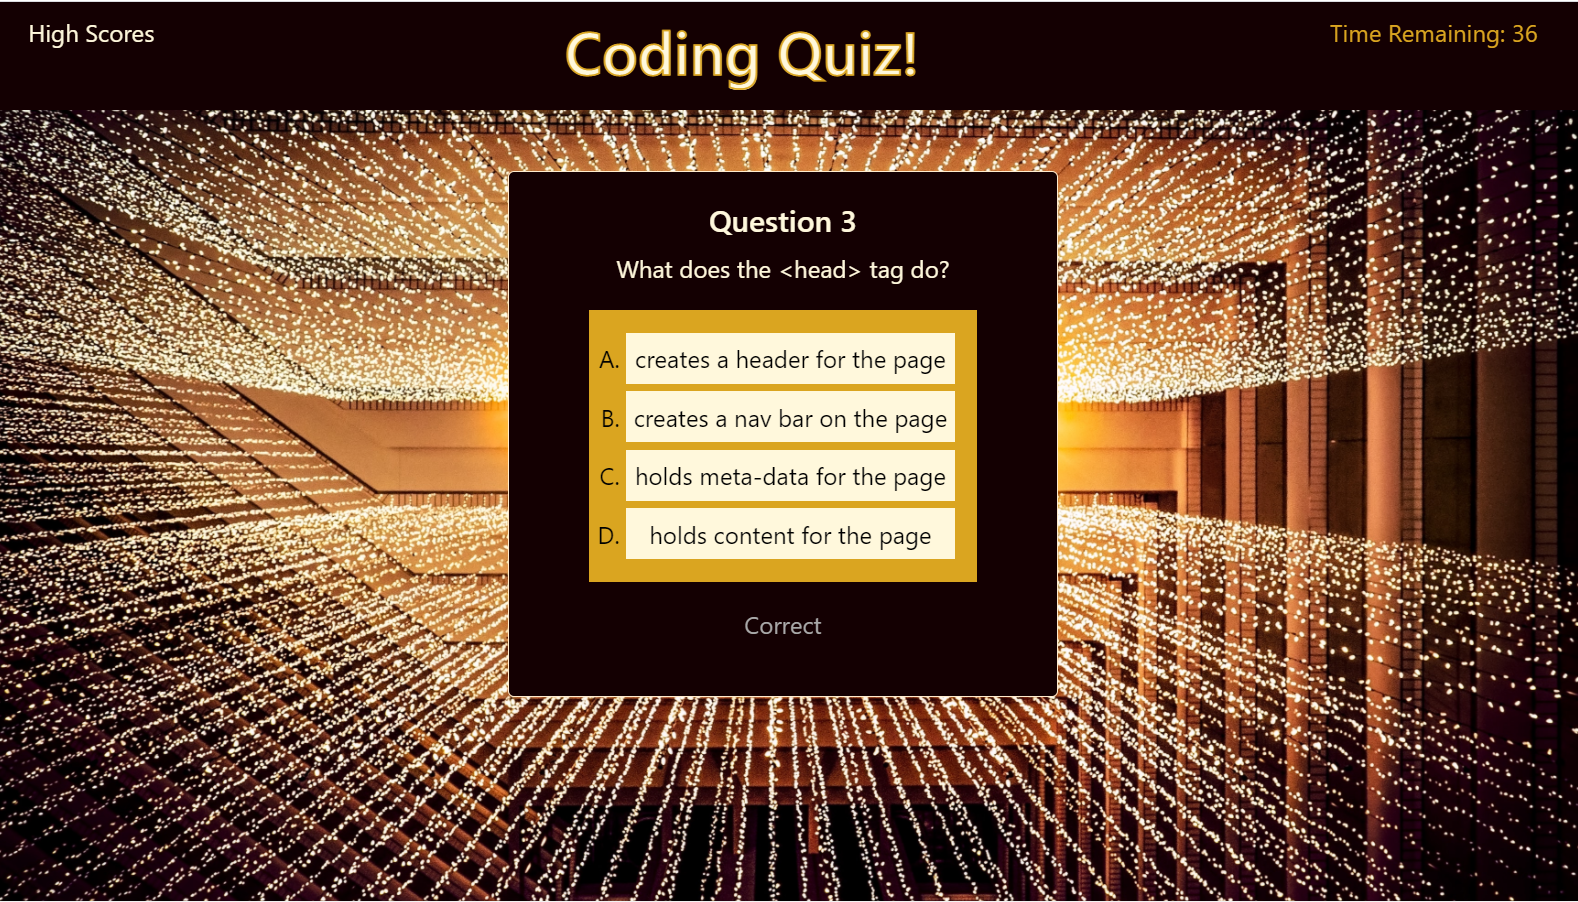 High Scores
Coding Quiz!
Time Remaining: 36
Question 3
What does the <head> tag do?
A. creates a header for the page
B. creates a nav bar on the page
C. holds meta-data for the page
D. holds content for the page
Correct